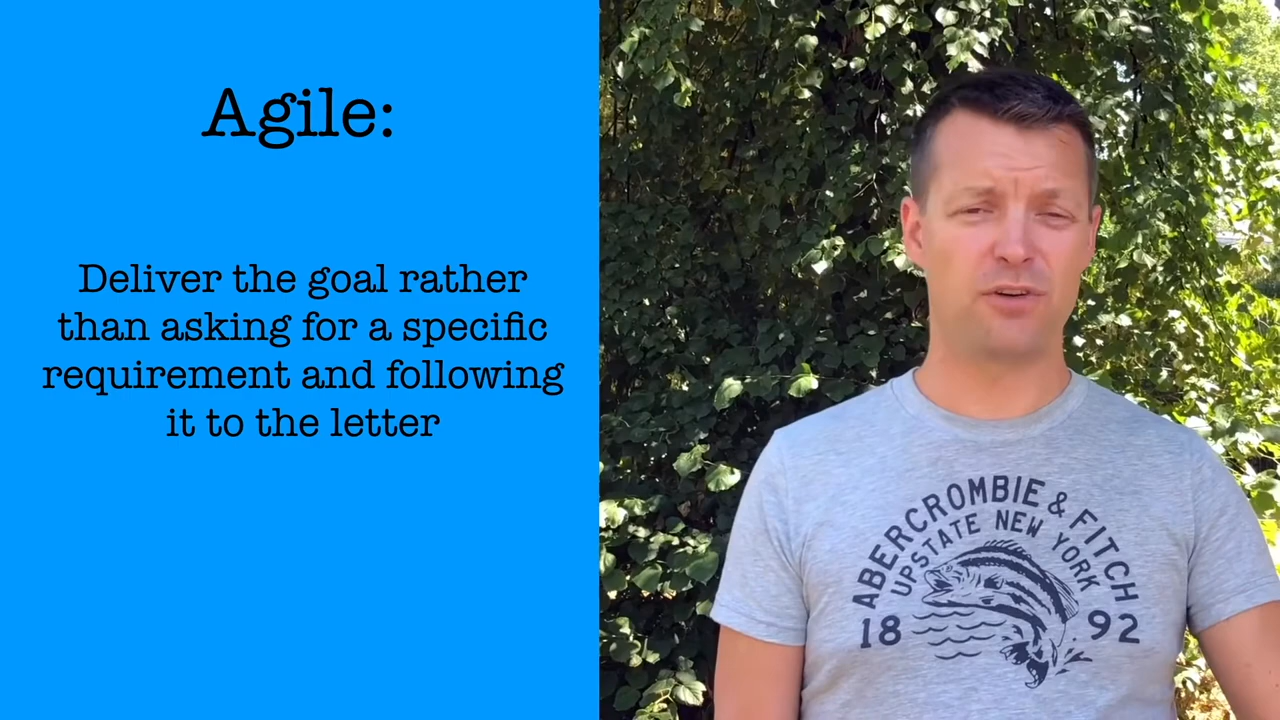 Agile:
Deliver the goal rather
than asking for a specific
requirement and following
it to the letter
ABERCROMBIE & FITCH
UPSTATE NEW YORK
18 92